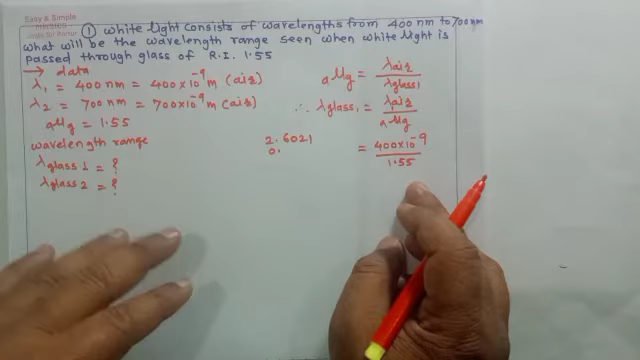 Easy & Simple
PHYSICS
① White light consists of wavelengths from 400 nm to 700 nm
what will be the wavelength range seen when white light is
passed through glass of R.I. 1.55
→ data
λ₁ = 400 nm = 400×10⁻⁹ m (air)
λ₂ = 700 nm = 700×10⁻⁹ m (air)
aμg = 1.55
wavelength range
λglass 1 = ?
λglass 2 = ?
2.6021
0.
aμg = λair / λglass1
∴ λglass₁ = λair / aμg
= 400×10⁻⁹ / 1.55